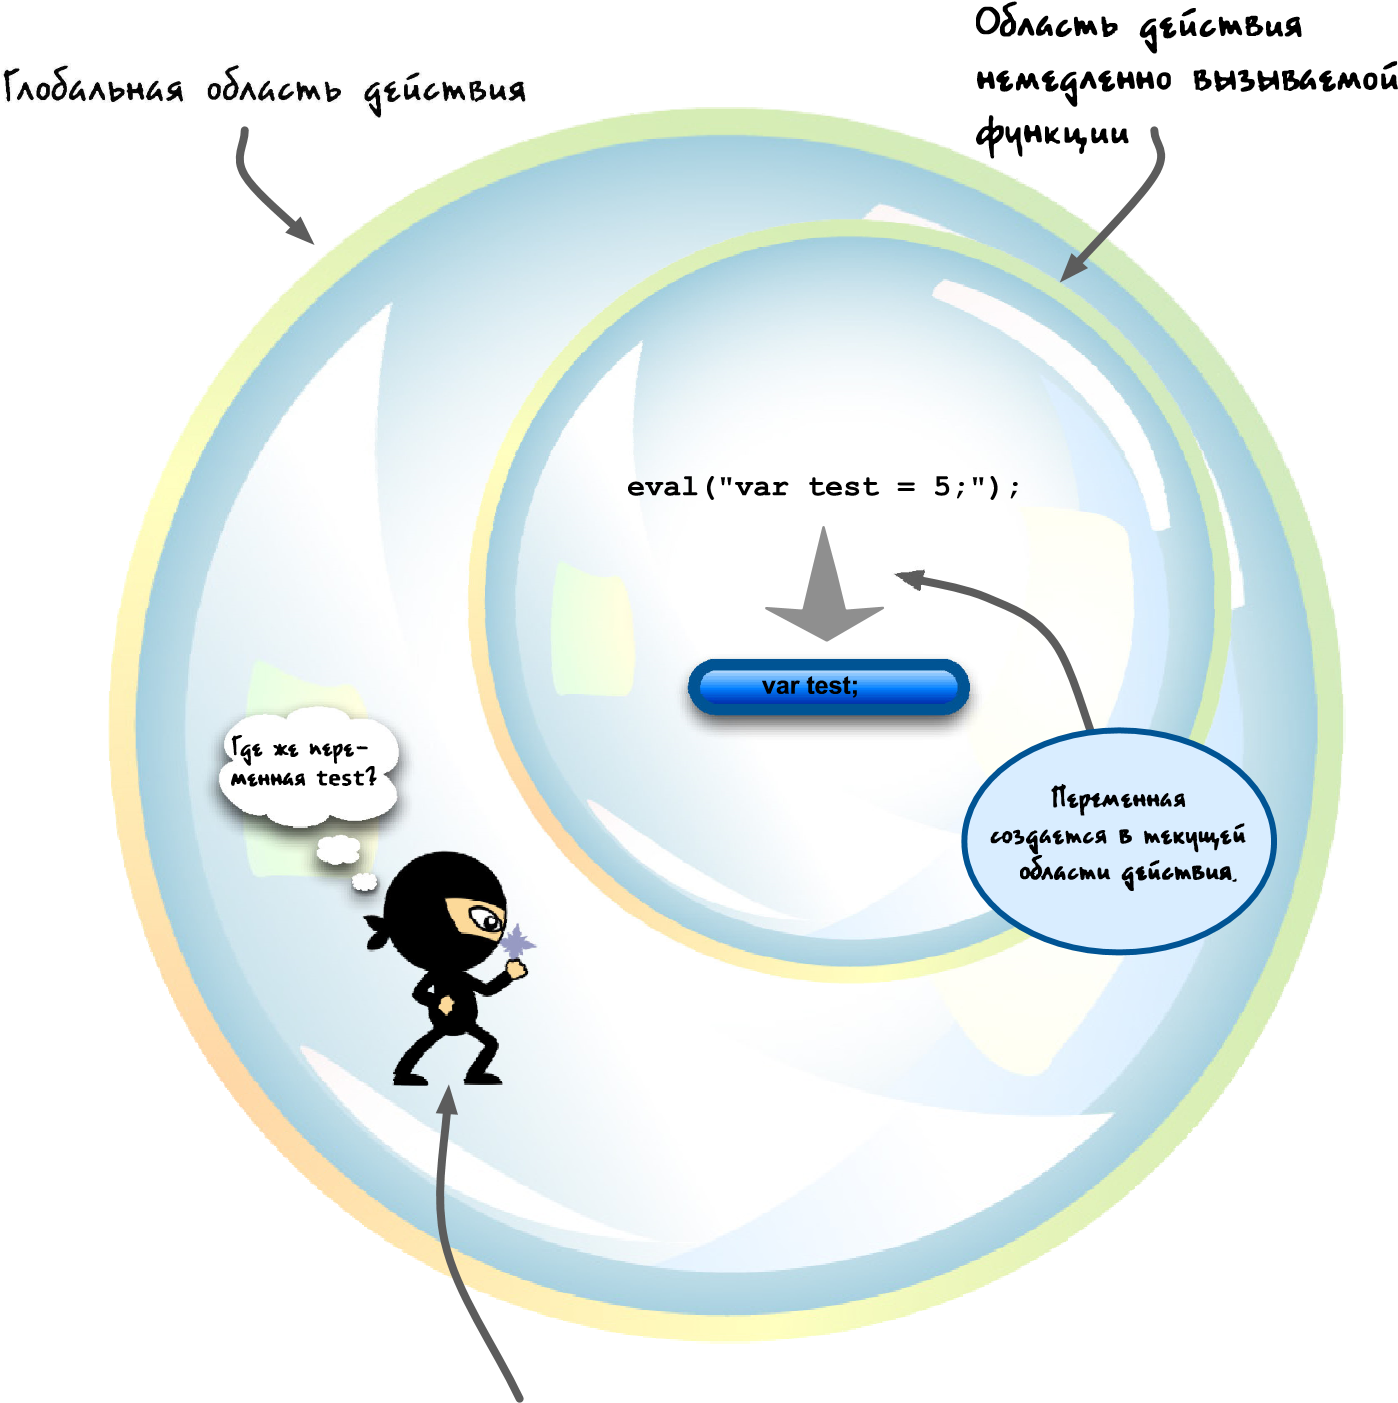 Область действия
немедленно вызываемой
функции
Глобальная область действия
eval("var test = 5;");
var test;
Где же пере-
менная test?
Переменная
создается в текущей
области действия.